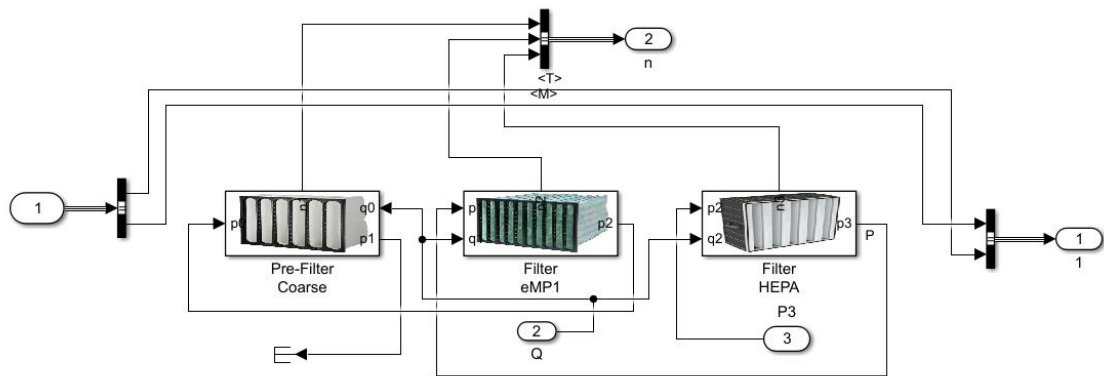 2
n
<T>
<M>
1
p0
q0
p1
Pre-Filter
Coarse
p
q
p2
Filter
eMP1
p2
q2
p3
Filter
HEPA
P
1
1
2
Q
P3
3